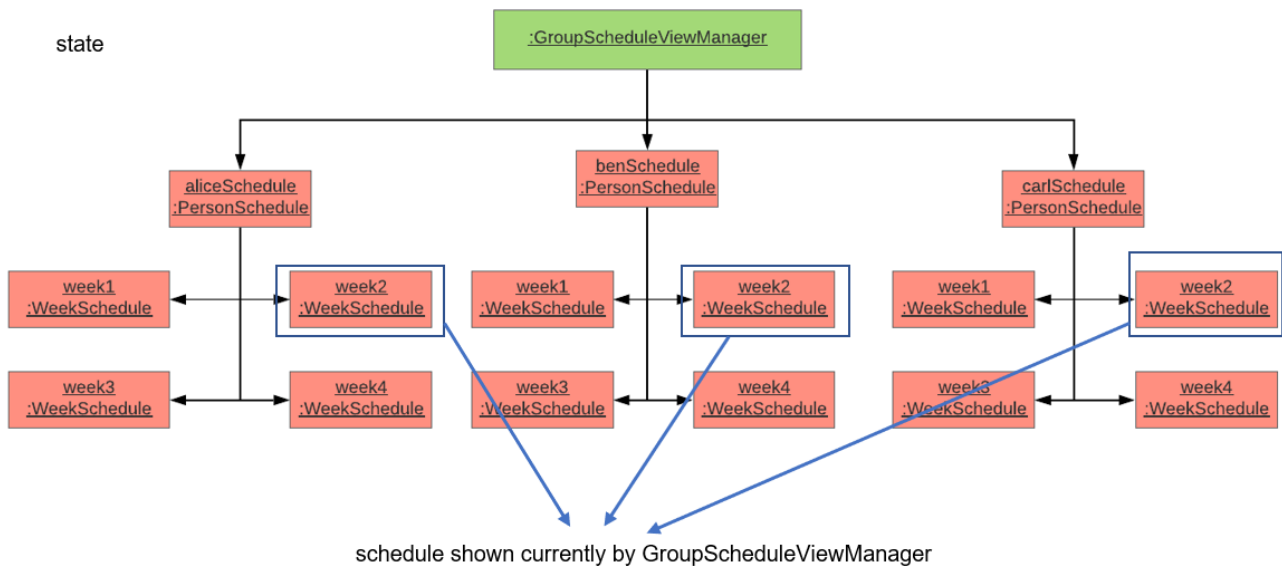 state
:GroupScheduleViewManager
aliceSchedule
:PersonSchedule
benSchedule
:PersonSchedule
carlSchedule
:PersonSchedule
week1
:WeekSchedule
week2
:WeekSchedule
week1
:WeekSchedule
week2
:WeekSchedule
week1
:WeekSchedule
week2
:WeekSchedule
week3
:WeekSchedule
week4
:WeekSchedule
week3
:WeekSchedule
week4
:WeekSchedule
week3
:WeekSchedule
week4
:WeekSchedule
schedule shown currently by GroupScheduleViewManager